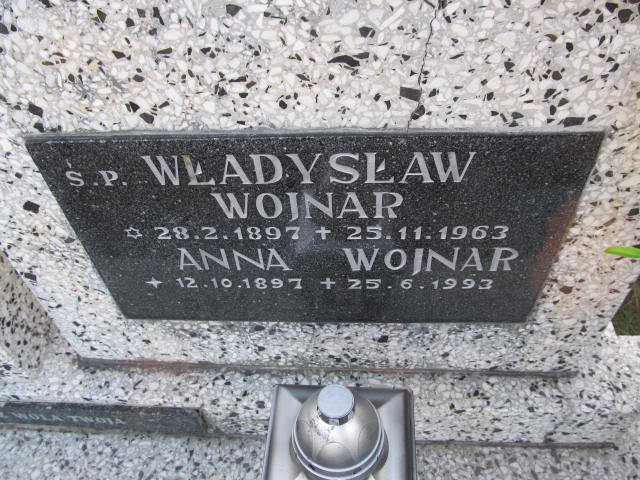 Ś.P. WŁADYSŁAW
WOJNAR
✡ 28.2.1897 + 25.11.1963
ANNA WOJNAR
✶ 12.10.1897 + 25.6.1993